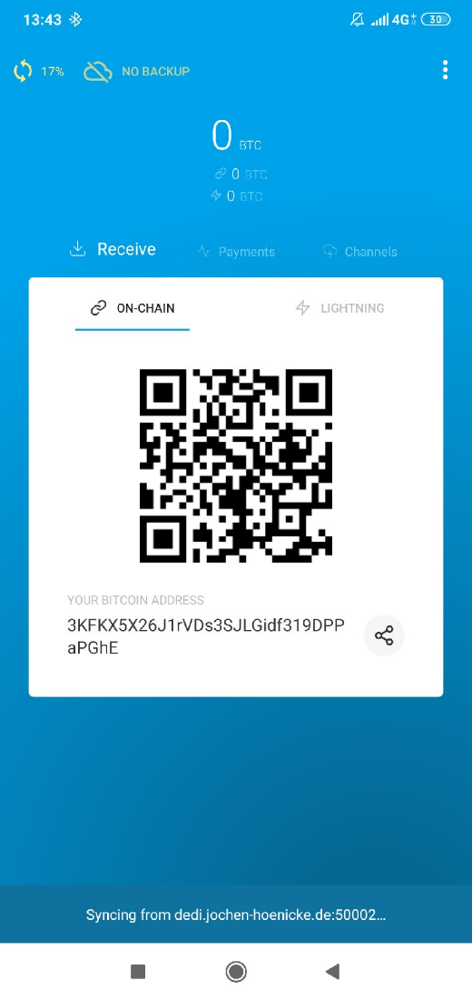 13:43
4G+
30
17%
NO BACKUP
0 BTC
0 BTC
0 BTC
Receive
Payments
Channels
ON-CHAIN
LIGHTNING
YOUR BITCOIN ADDRESS
3KFKX5X26J1rVDs3SJLGidf319DPP
aPGhE
Syncing from dedi.jochen-hoenicke.de:50002…